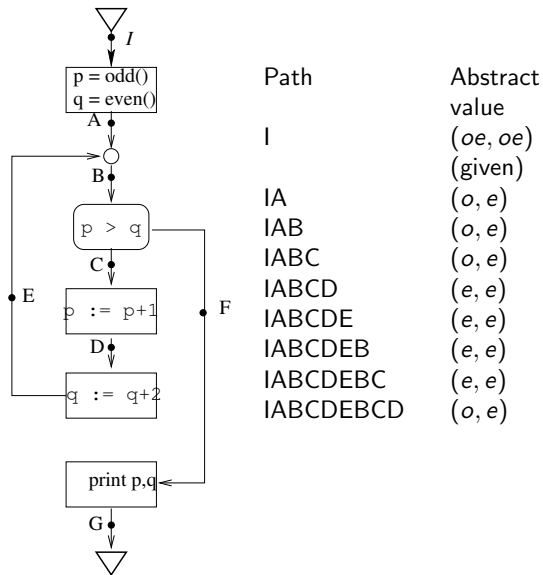 I
p = odd()
q = even()
A
B
p > q
C
E
F
p := p+1
D
q := q+2
print p,q
G
Path Abstract value
I (oe, oe) (given)
IA (o, e)
IAB (o, e)
IABC (o, e)
IABCD (e, e)
IABCDE (e, e)
IABCDEB (e, e)
IABCDEBC (e, e)
IABCDEBCD (o, e)